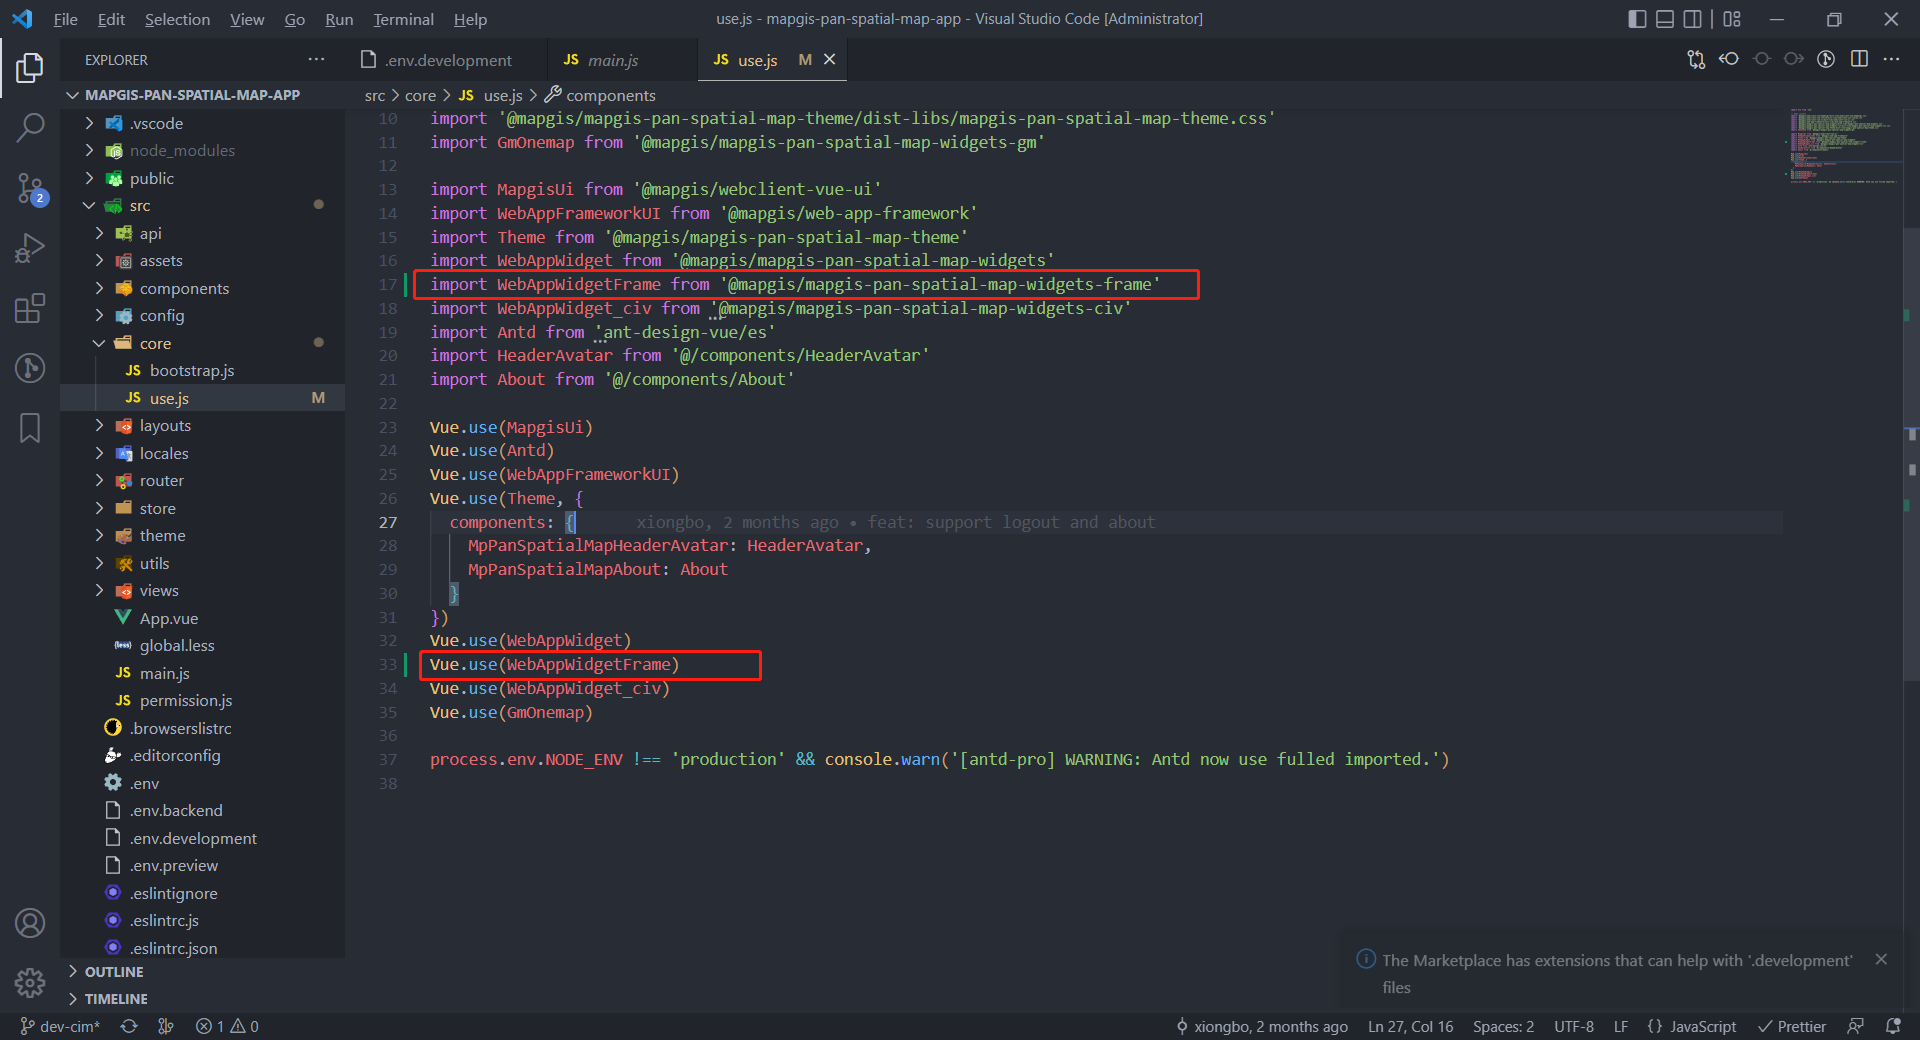 File Edit Selection View Go Run Terminal Help
use.js - mapgis-pan-spatial-map-app - Visual Studio Code [Administrator]
EXPLORER
.env.development
JS main.js
JS use.js M
MAPGIS-PAN-SPATIAL-MAP-APP
src > core > JS use.js > components
2
.vscode
node_modules
public
src
api
assets
components
config
core
JS bootstrap.js
JS use.js M
layouts
locales
router
store
theme
utils
views
App.vue
{less} global.less
JS main.js
JS permission.js
.browserslistrc
.editorconfig
.env
.env.backend
.env.development
.env.preview
.eslintignore
.eslintrc.js
.eslintrc.json
OUTLINE
TIMELINE
10 import '@mapgis/mapgis-pan-spatial-map-theme/dist-libs/mapgis-pan-spatial-map-theme.css'
11 import GmOnemap from '@mapgis/mapgis-pan-spatial-map-widgets-gm'
12
13 import MapgisUi from '@mapgis/webclient-vue-ui'
14 import WebAppFrameworkUI from '@mapgis/web-app-framework'
15 import Theme from '@mapgis/mapgis-pan-spatial-map-theme'
16 import WebAppWidget from '@mapgis/mapgis-pan-spatial-map-widgets'
17 import WebAppWidgetFrame from '@mapgis/mapgis-pan-spatial-map-widgets-frame'
18 import WebAppWidget_civ from '@mapgis/mapgis-pan-spatial-map-widgets-civ'
19 import Antd from 'ant-design-vue/es'
20 import HeaderAvatar from '@/components/HeaderAvatar'
21 import About from '@/components/About'
22
23 Vue.use(MapgisUi)
24 Vue.use(Antd)
25 Vue.use(WebAppFrameworkUI)
26 Vue.use(Theme, {
27 components: { xiongbo, 2 months ago • feat: support logout and about
28 MpPanSpatialMapHeaderAvatar: HeaderAvatar,
29 MpPanSpatialMapAbout: About
30 }
31 })
32 Vue.use(WebAppWidget)
33 Vue.use(WebAppWidgetFrame)
34 Vue.use(WebAppWidget_civ)
35 Vue.use(GmOnemap)
36
37 process.env.NODE_ENV !== 'production' && console.warn('[antd-pro] WARNING: Antd now use fulled imported.')
38
The Marketplace has extensions that can help with '.development'
files
dev-cim* 1 0
xiongbo, 2 months ago Ln 27, Col 16 Spaces: 2 UTF-8 LF {} JavaScript Prettier